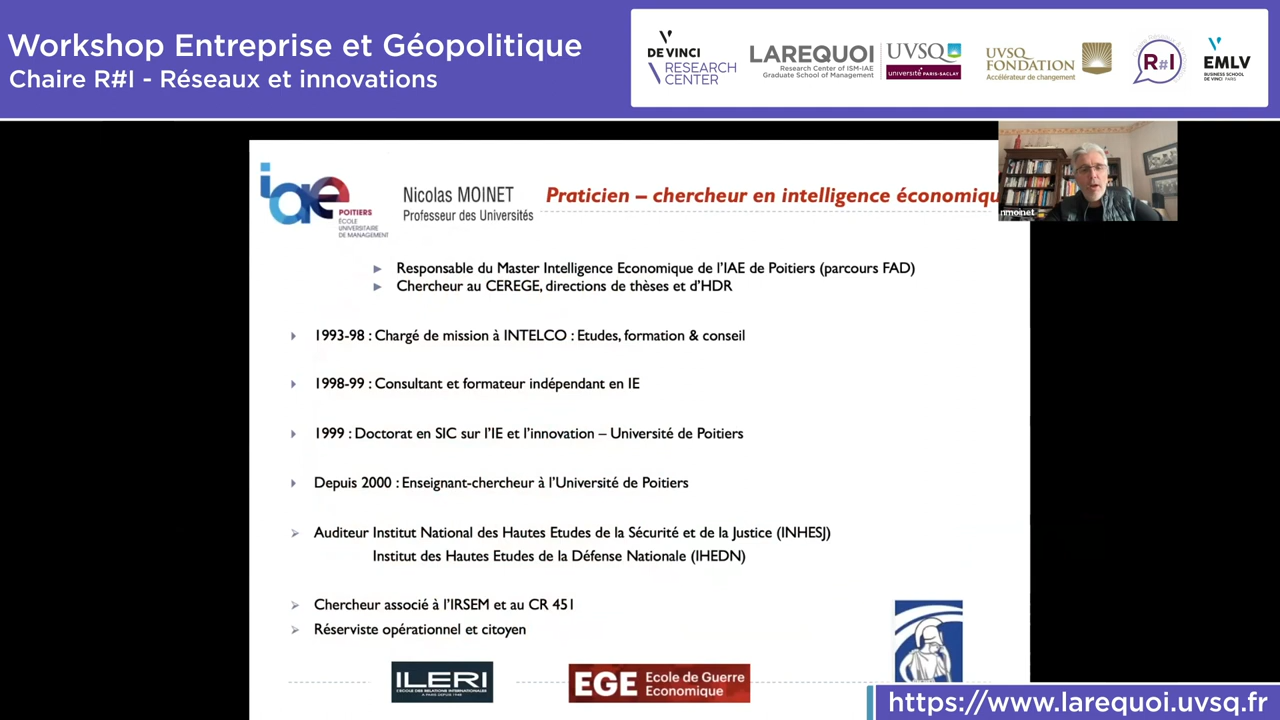 Workshop Entreprise et Géopolitique
Chaire R#I - Réseaux et innovations
DE VINCI
RESEARCH
CENTER
LAREQUOI
Research Center of ISM-IAE
Graduate School of Management
UVSQ
université PARIS-SACLAY
UVSQ
FONDATION
Accélérateur de changement
R#I
EMLV
BUSINESS SCHOOL
DE VINCI PARIS
iae
POITIERS
ÉCOLE
UNIVERSITAIRE
DE MANAGEMENT
Nicolas MOINET
Professeur des Universités
Praticien – chercheur en intelligence économiqu
nmoinet
Responsable du Master Intelligence Economique de l'IAE de Poitiers (parcours FAD)
Chercheur au CEREGE, directions de thèses et d'HDR
1993-98 : Chargé de mission à INTELCO : Etudes, formation & conseil
1998-99 : Consultant et formateur indépendant en IE
1999 : Doctorat en SIC sur l'IE et l'innovation – Université de Poitiers
Depuis 2000 : Enseignant-chercheur à l'Université de Poitiers
Auditeur Institut National des Hautes Etudes de la Sécurité et de la Justice (INHESJ)
Institut des Hautes Etudes de la Défense Nationale (IHEDN)
Chercheur associé à l'IRSEM et au CR 451
Réserviste opérationnel et citoyen
ILERI
L'ÉCOLE DES RELATIONS INTERNATIONALES
A PARIS DEPUIS 1948
EGE
Ecole de Guerre
Economique
https://www.larequoi.uvsq.fr